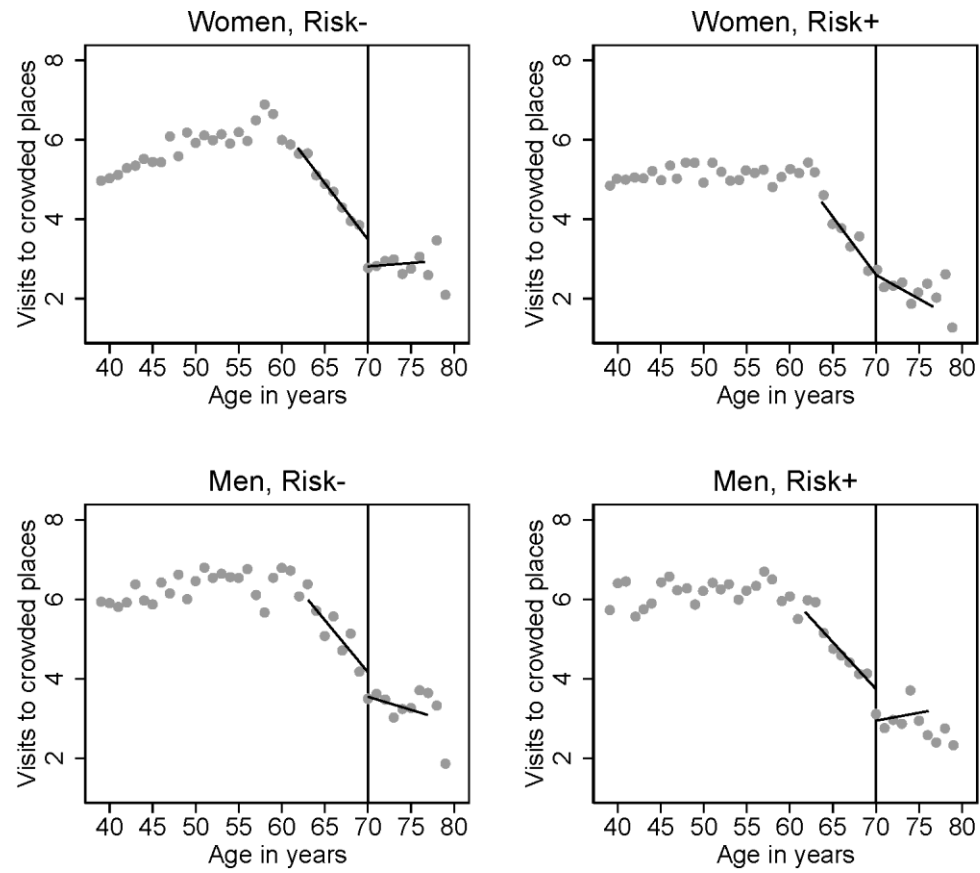 Women, Risk-
Visits to crowded places
8
6
4
2
40 45 50 55 60 65 70 75 80
Age in years
Women, Risk+
Visits to crowded places
8
6
4
2
40 45 50 55 60 65 70 75 80
Age in years
Men, Risk-
Visits to crowded places
8
6
4
2
40 45 50 55 60 65 70 75 80
Age in years
Men, Risk+
Visits to crowded places
8
6
4
2
40 45 50 55 60 65 70 75 80
Age in years